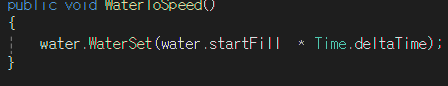 public void WaterToSpeed()
{
water.WaterSet(water.startFill * Time.deltaTime);
}